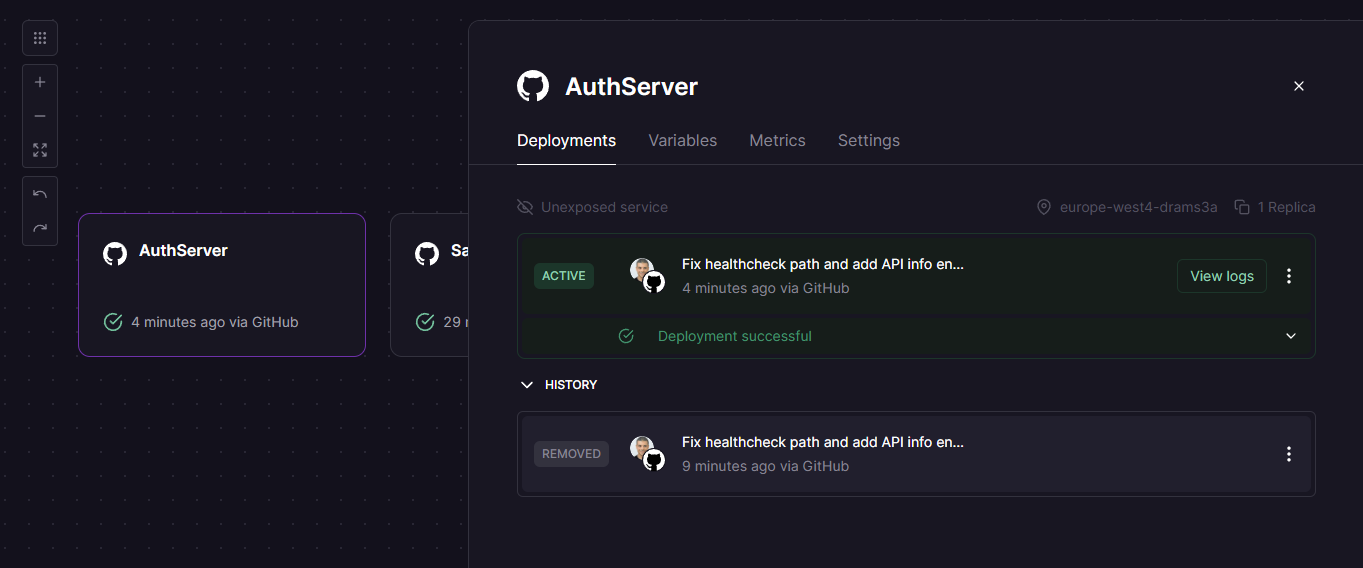 AuthServer
4 minutes ago via GitHub
Sa
29
AuthServer
Deployments Variables Metrics Settings
Unexposed service europe-west4-drams3a 1 Replica
ACTIVE Fix healthcheck path and add API info en... View logs
4 minutes ago via GitHub
Deployment successful
HISTORY
REMOVED Fix healthcheck path and add API info en...
9 minutes ago via GitHub